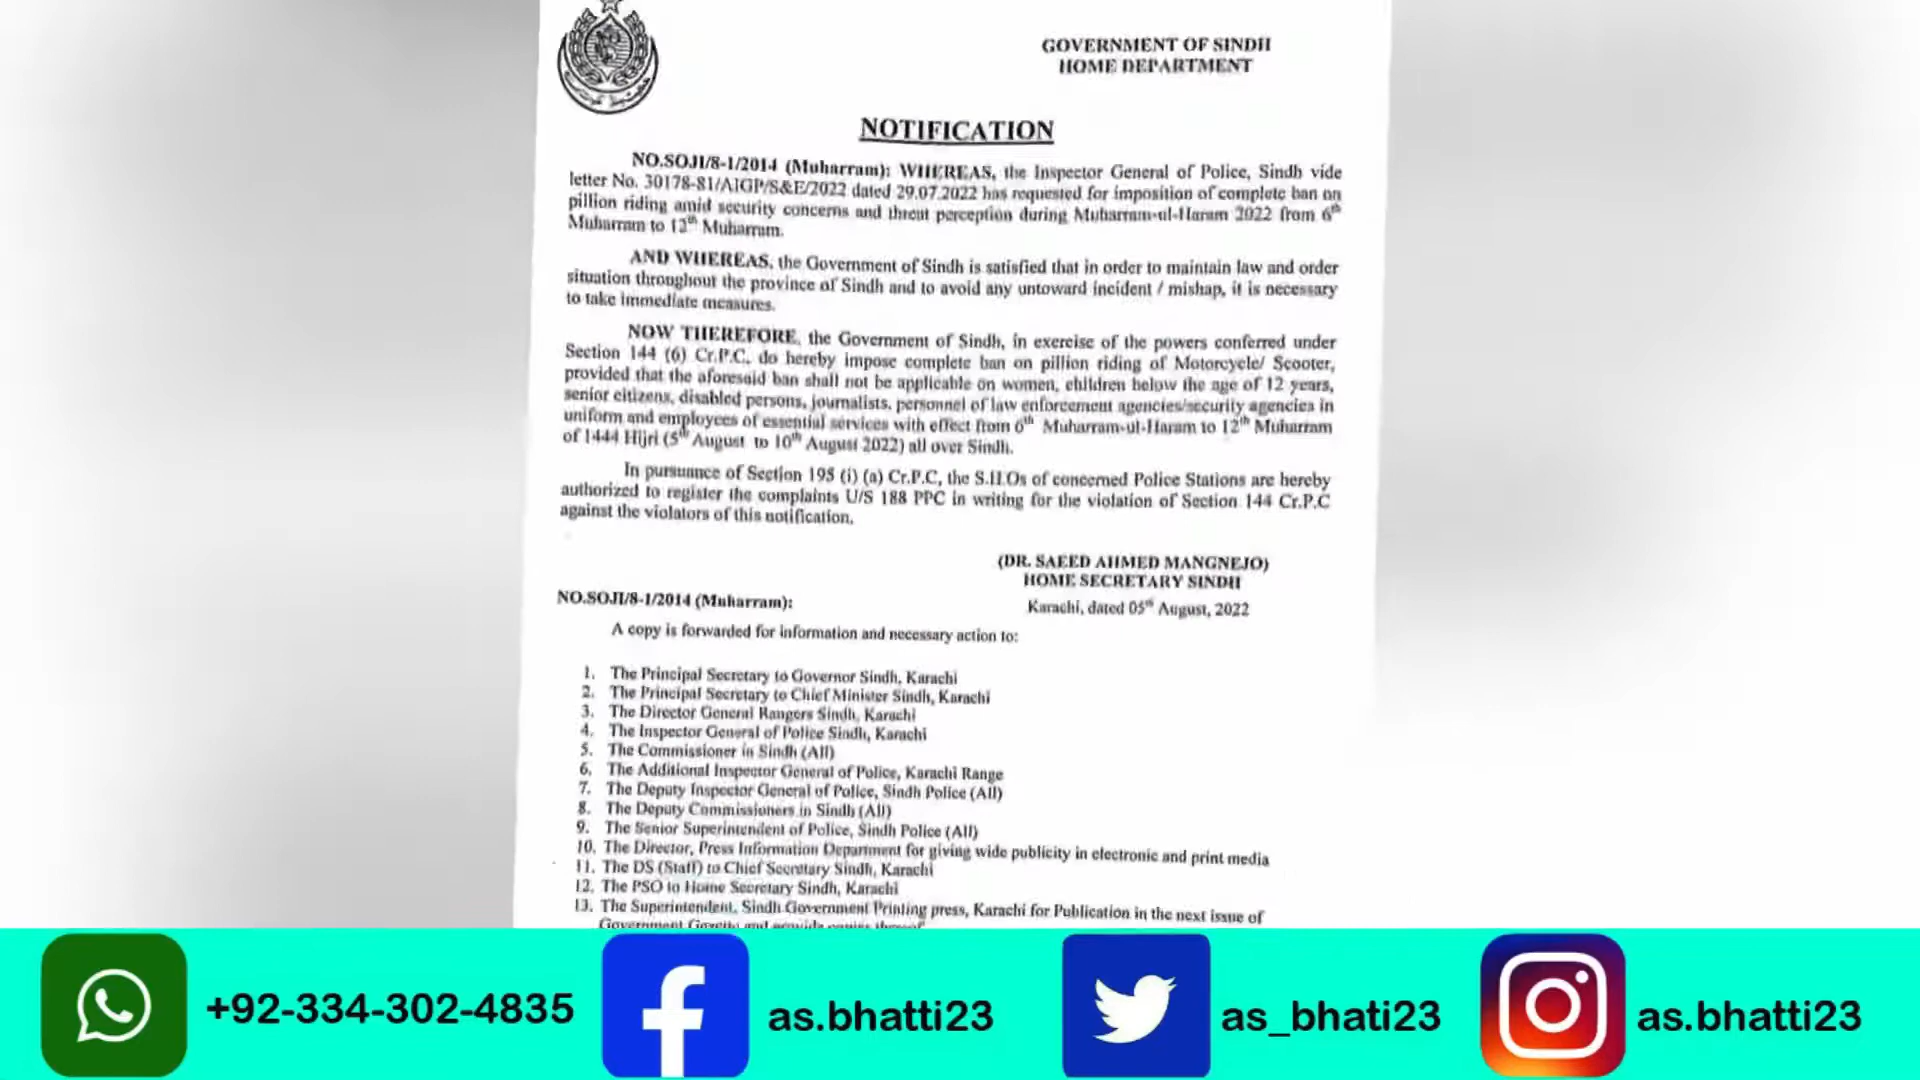 GOVERNMENT OF SINDH
HOME DEPARTMENT
NOTIFICATION
NO.SOJI/8-1/2014 (Muharram): WHEREAS, the Inspector General of Police, Sindh vide
letter No. 30178-81/AIGP/S&E/2022 dated 29.07.2022 has requested for imposition of complete ban on
pillion riding amid security concerns and threat perception during Muharram-ul-Haram 2022 from 6th
Muharram to 12th Muharram.
AND WHEREAS, the Government of Sindh is satisfied that in order to maintain law and order
situation throughout the province of Sindh and to avoid any untoward incident / mishap, it is necessary
to take immediate measures.
NOW THEREFORE, the Government of Sindh, in exercise of the powers conferred under
Section 144 (6) Cr.P.C, do hereby impose complete ban on pillion riding of Motorcycle/ Scooter,
provided that the aforesaid ban shall not be applicable on women, children below the age of 12 years,
senior citizens, disabled persons, journalists, personnel of law enforcement agencies/security agencies in
uniform and employees of essential services with effect from 6th Muharram-ul-Haram to 12th Muharram
of 1444 Hijri (5th August to 10th August 2022) all over Sindh.
In pursuance of Section 195 (i) (a) Cr.P.C, the S.H.Os of concerned Police Stations are hereby
authorized to register the complaints U/S 188 PPC in writing for the violation of Section 144 Cr.P.C
against the violators of this notification.
(DR. SAEED AHMED MANGNEJO)
HOME SECRETARY SINDH
NO.SOJI/8-1/2014 (Muharram):
Karachi, dated 05th August, 2022
A copy is forwarded for information and necessary action to:
1. The Principal Secretary to Governor Sindh, Karachi
2. The Principal Secretary to Chief Minister Sindh, Karachi
3. The Director General Rangers Sindh, Karachi
4. The Inspector General of Police Sindh, Karachi
5. The Commissioner in Sindh (All)
6. The Additional Inspector General of Police, Karachi Range
7. The Deputy Inspector General of Police, Sindh Police (All)
8. The Deputy Commissioners in Sindh (All)
9. The Senior Superintendent of Police, Sindh Police (All)
10. The Director, Press Information Department for giving wide publicity in electronic and print media
11. The DS (Staff) to Chief Secretary Sindh, Karachi
12. The PSO to Home Secretary Sindh, Karachi
13. The Superintendent, Sindh Government Printing press, Karachi for Publication in the next issue of
Government Gazette and provide copies thereof
+92-334-302-4835
as.bhatti23
as_bhati23
as.bhatti23